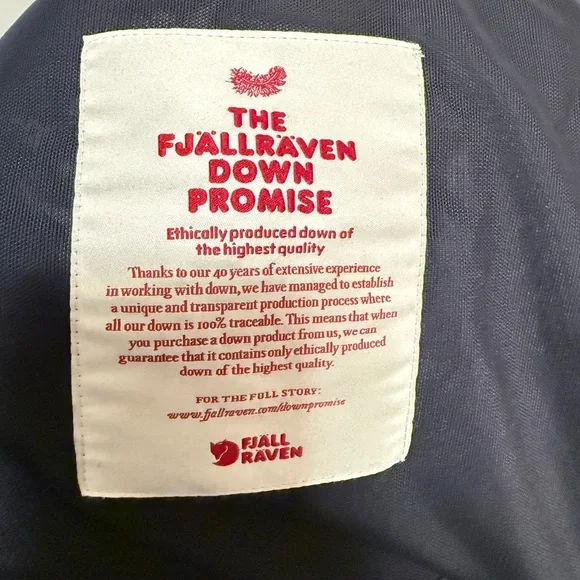 THE
FJÄLLRÄVEN
DOWN
PROMISE
Ethically produced down of
the highest quality
Thanks to our 40 years of extensive experience
in working with down, we have managed to establish
a unique and transparent production process where
all our down is 100% traceable. This means that when
you purchase a down product from us, we can
guarantee that it contains only ethically produced
down of the highest quality.
FOR THE FULL STORY:
www.fjallraven.com/downpromise
FJÄLL
RÄVEN